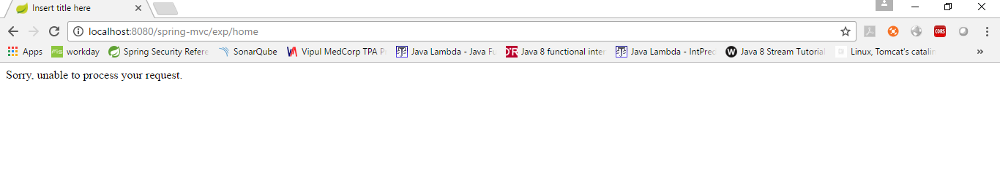 Insert title here
localhost:8080/spring-mvc/exp/home
Apps workday Spring Security Refere SonarQube Vipul MedCorp TPA P Java Lambda - Java Fu Java 8 functional inter Java Lambda - IntPred W Java 8 Stream Tutorial Linux, Tomcat's catalin »
CORS
Sorry, unable to process your request.